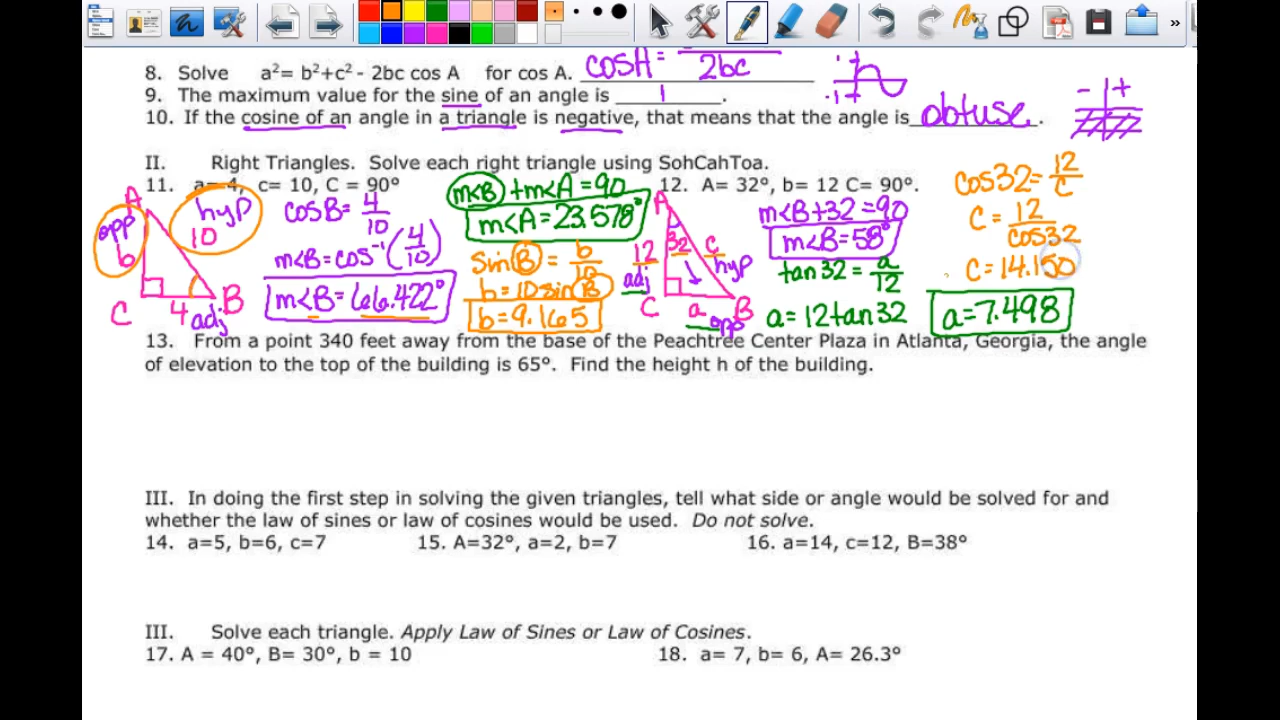 8. Solve a²= b²+c² - 2bc cos A for cos A. cosA= 2bc
9. The maximum value for the sine of an angle is 1.
10. If the cosine of an angle in a triangle is negative, that means that the angle is obtuse.
- +
II. Right Triangles. Solve each right triangle using SohCahToa.
11. a= 4, c= 10, C = 90°
A
opp
b
hyp
10
C
4
adj
B
cosB= 4/10
m<B= cos⁻¹(4/10)
m<B= 66.422°
m<B +m<A=90
m<A=23.578°
sin B = b/10
b=10sin B
b=9.165
12. A= 32°, b= 12 C= 90°.
A
32
12
adj
c
hyp
C
a
opp
B
m<B+32=90
m<B=58°
tan32= a/12
a=12tan32
cos32= 12/c
c= 12/cos32
c=14.150
a=7.498
13. From a point 340 feet away from the base of the Peachtree Center Plaza in Atlanta, Georgia, the angle
of elevation to the top of the building is 65°. Find the height h of the building.
III. In doing the first step in solving the given triangles, tell what side or angle would be solved for and
whether the law of sines or law of cosines would be used. Do not solve.
14. a=5, b=6, c=7 15. A=32°, a=2, b=7 16. a=14, c=12, B=38°
III. Solve each triangle. Apply Law of Sines or Law of Cosines.
17. A = 40°, B= 30°, b = 10 18. a= 7, b= 6, A= 26.3°